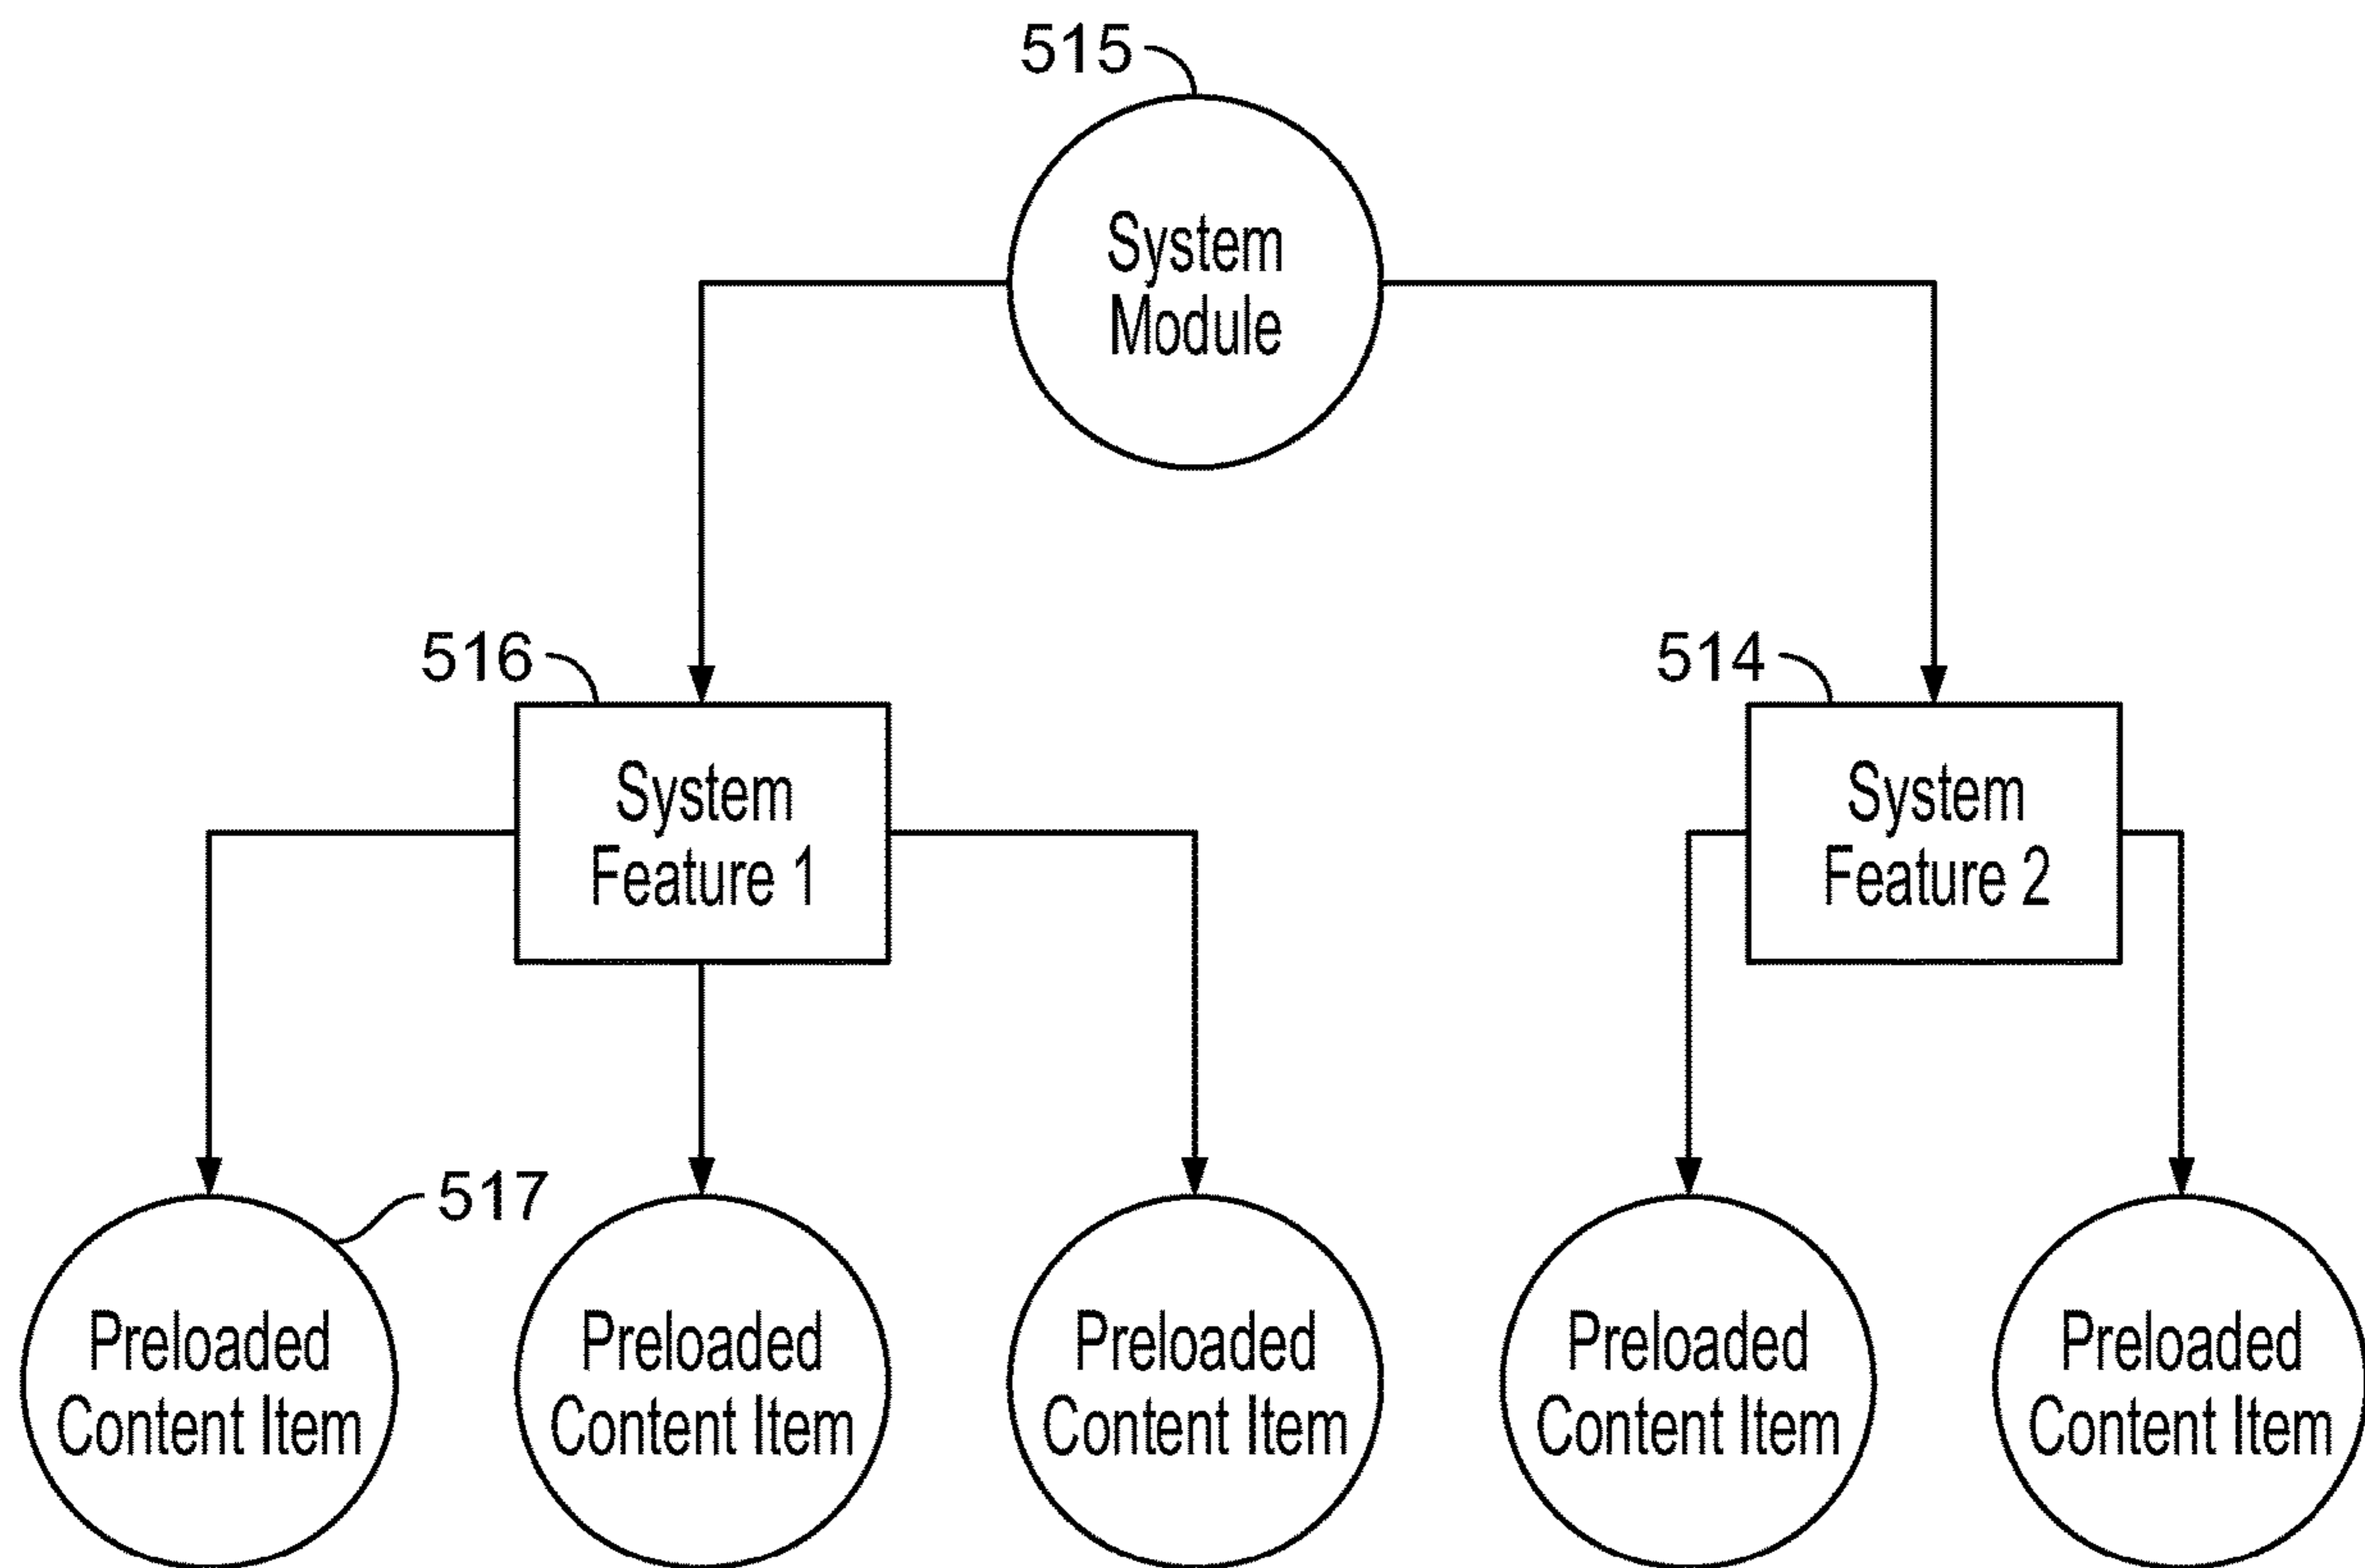 515
System
Module
516
514
System
Feature 1
System
Feature 2
517
Preloaded
Content Item
Preloaded
Content Item
Preloaded
Content Item
Preloaded
Content Item
Preloaded
Content Item